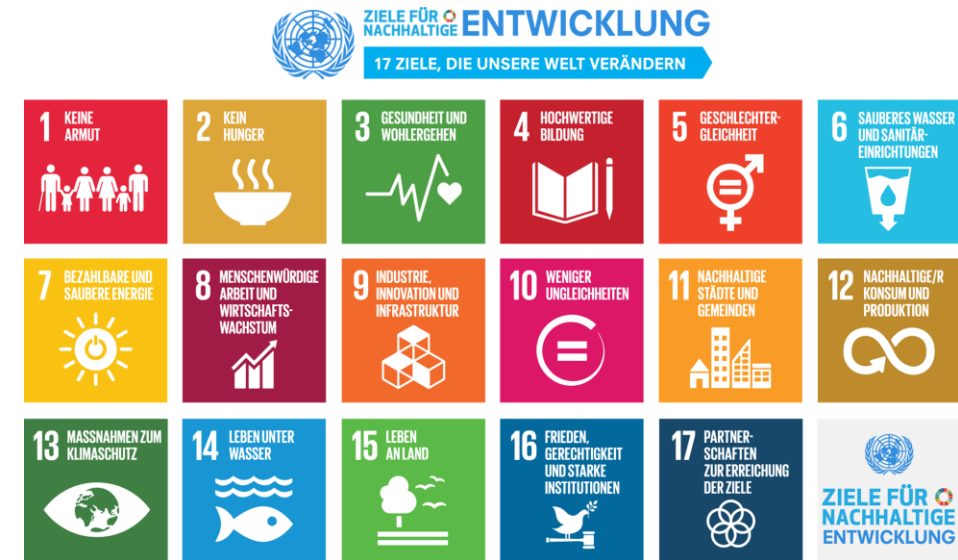 ZIELE FÜR
NACHHALTIGE
ENTWICKLUNG
17 ZIELE, DIE UNSERE WELT VERÄNDERN
1 KEINE
ARMUT
2 KEIN
HUNGER
3 GESUNDHEIT UND
WOHLERGEHEN
4 HOCHWERTIGE
BILDUNG
5 GESCHLECHTER-
GLEICHHEIT
6 SAUBERES WASSER
UND SANITÄR-
EINRICHTUNGEN
7 BEZAHLBARE UND
SAUBERE ENERGIE
8 MENSCHENWÜRDIGE
ARBEIT UND
WIRTSCHAFTS-
WACHSTUM
9 INDUSTRIE,
INNOVATION UND
INFRASTRUKTUR
10 WENIGER
UNGLEICHHEITEN
11 NACHHALTIGE
STÄDTE UND
GEMEINDEN
12 NACHHALTIGE/R
KONSUM UND
PRODUKTION
13 MASSNAHMEN ZUM
KLIMASCHUTZ
14 LEBEN UNTER
WASSER
15 LEBEN
AN LAND
16 FRIEDEN,
GERECHTIGKEIT
UND STARKE
INSTITUTIONEN
17 PARTNER-
SCHAFTEN
ZUR ERREICHUNG
DER ZIELE
ZIELE FÜR
NACHHALTIGE
ENTWICKLUNG